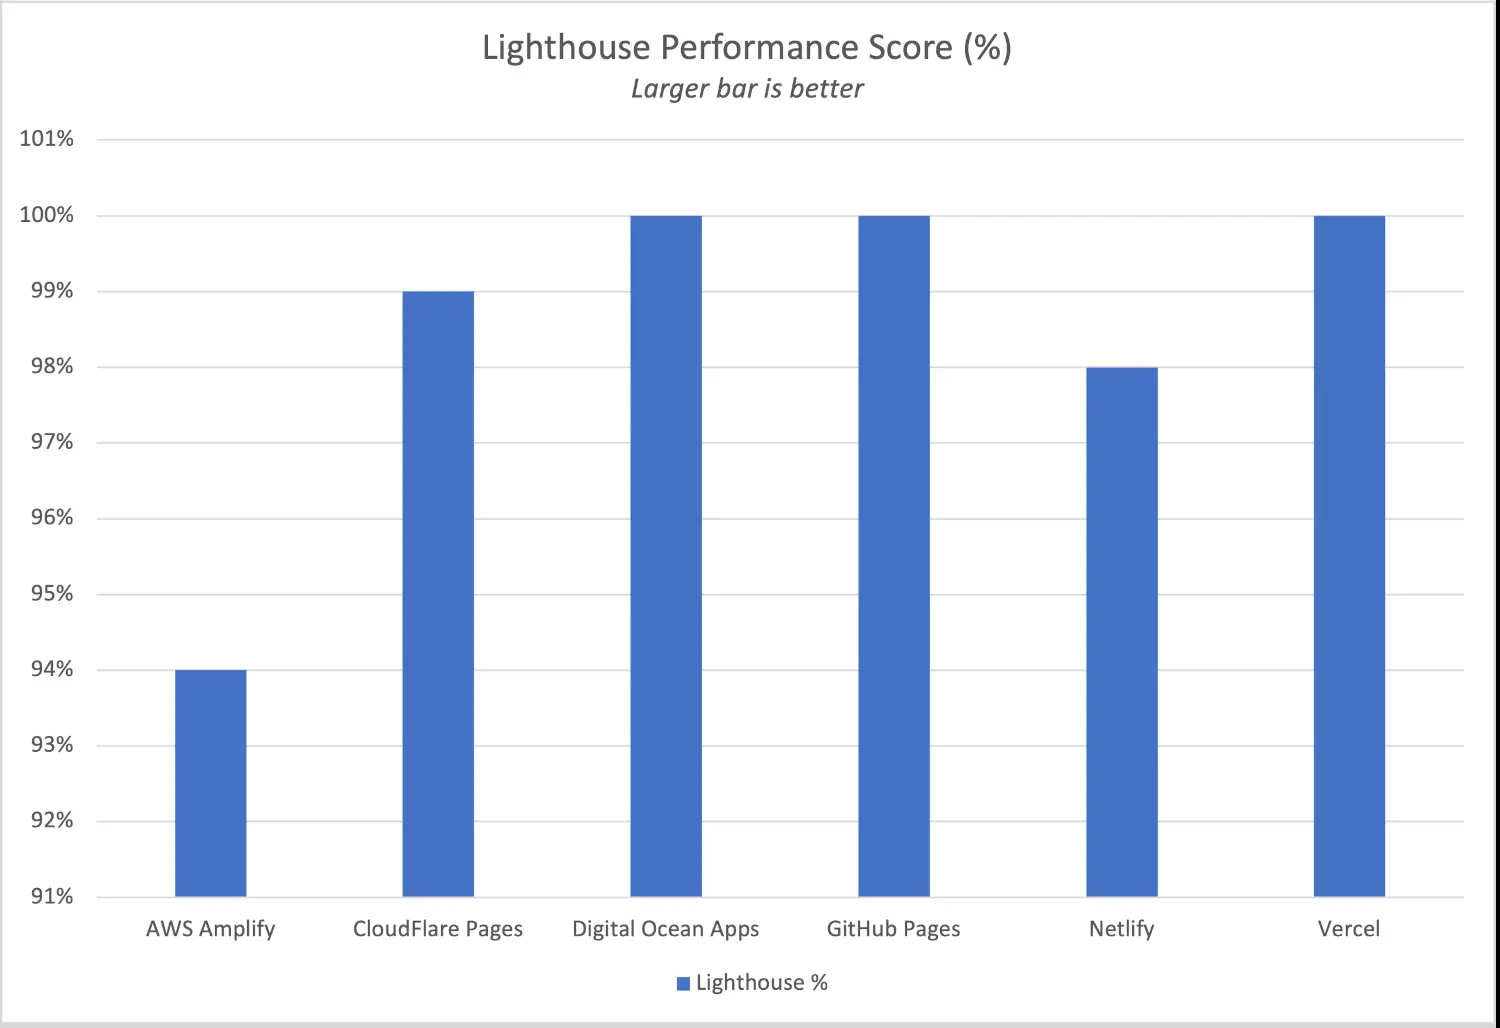 Lighthouse Performance Score (%)
Larger bar is better
101%
100%
99%
98%
97%
96%
95%
94%
93%
92%
91%
AWS Amplify CloudFlare Pages Digital Ocean Apps GitHub Pages Netlify Vercel
Lighthouse %